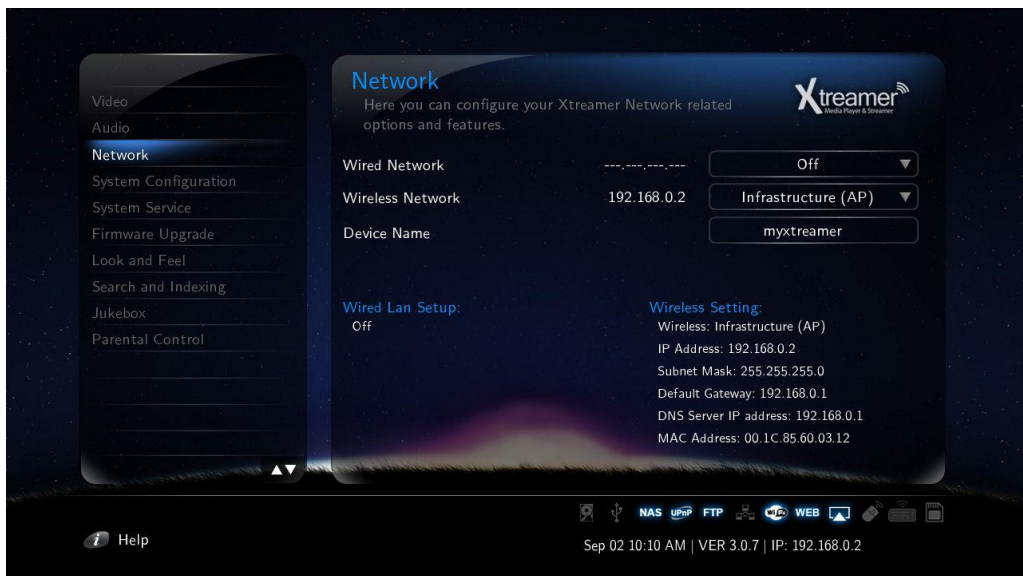 Video
Audio
Network
System Configuration
System Service
Firmware Upgrade
Look and Feel
Search and Indexing
Jukebox
Parental Control
Network
Here you can configure your Xtreamer Network related
options and features.
Xtreamer
Media Player & Streamer
Wired Network ---.---.---.--- Off
Wireless Network 192.168.0.2 Infrastructure (AP)
Device Name myxtreamer
Wired Lan Setup:
Off
Wireless Setting:
Wireless: Infrastructure (AP)
IP Address: 192.168.0.2
Subnet Mask: 255.255.255.0
Default Gateway: 192.168.0.1
DNS Server IP address: 192.168.0.1
MAC Address: 00.1C.85.60.03.12
NAS UPnP FTP WiFi WEB
i Help
Sep 02 10:10 AM | VER 3.0.7 | IP: 192.168.0.2